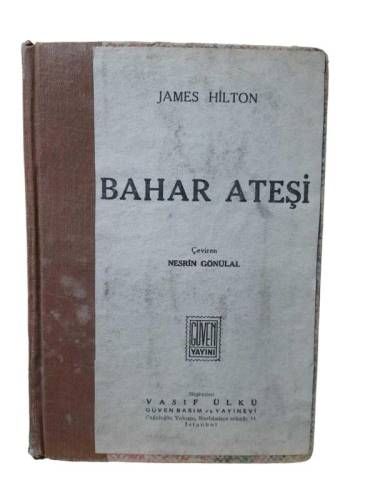 JAMES HİLTON
BAHAR ATEŞİ
Çeviren
NESRİN GÖNÜLAL
GÜVEN
YAYINI
VASIF ÜLKÜ
GÜVEN BASIM ve YAYINEVİ
İstanbul